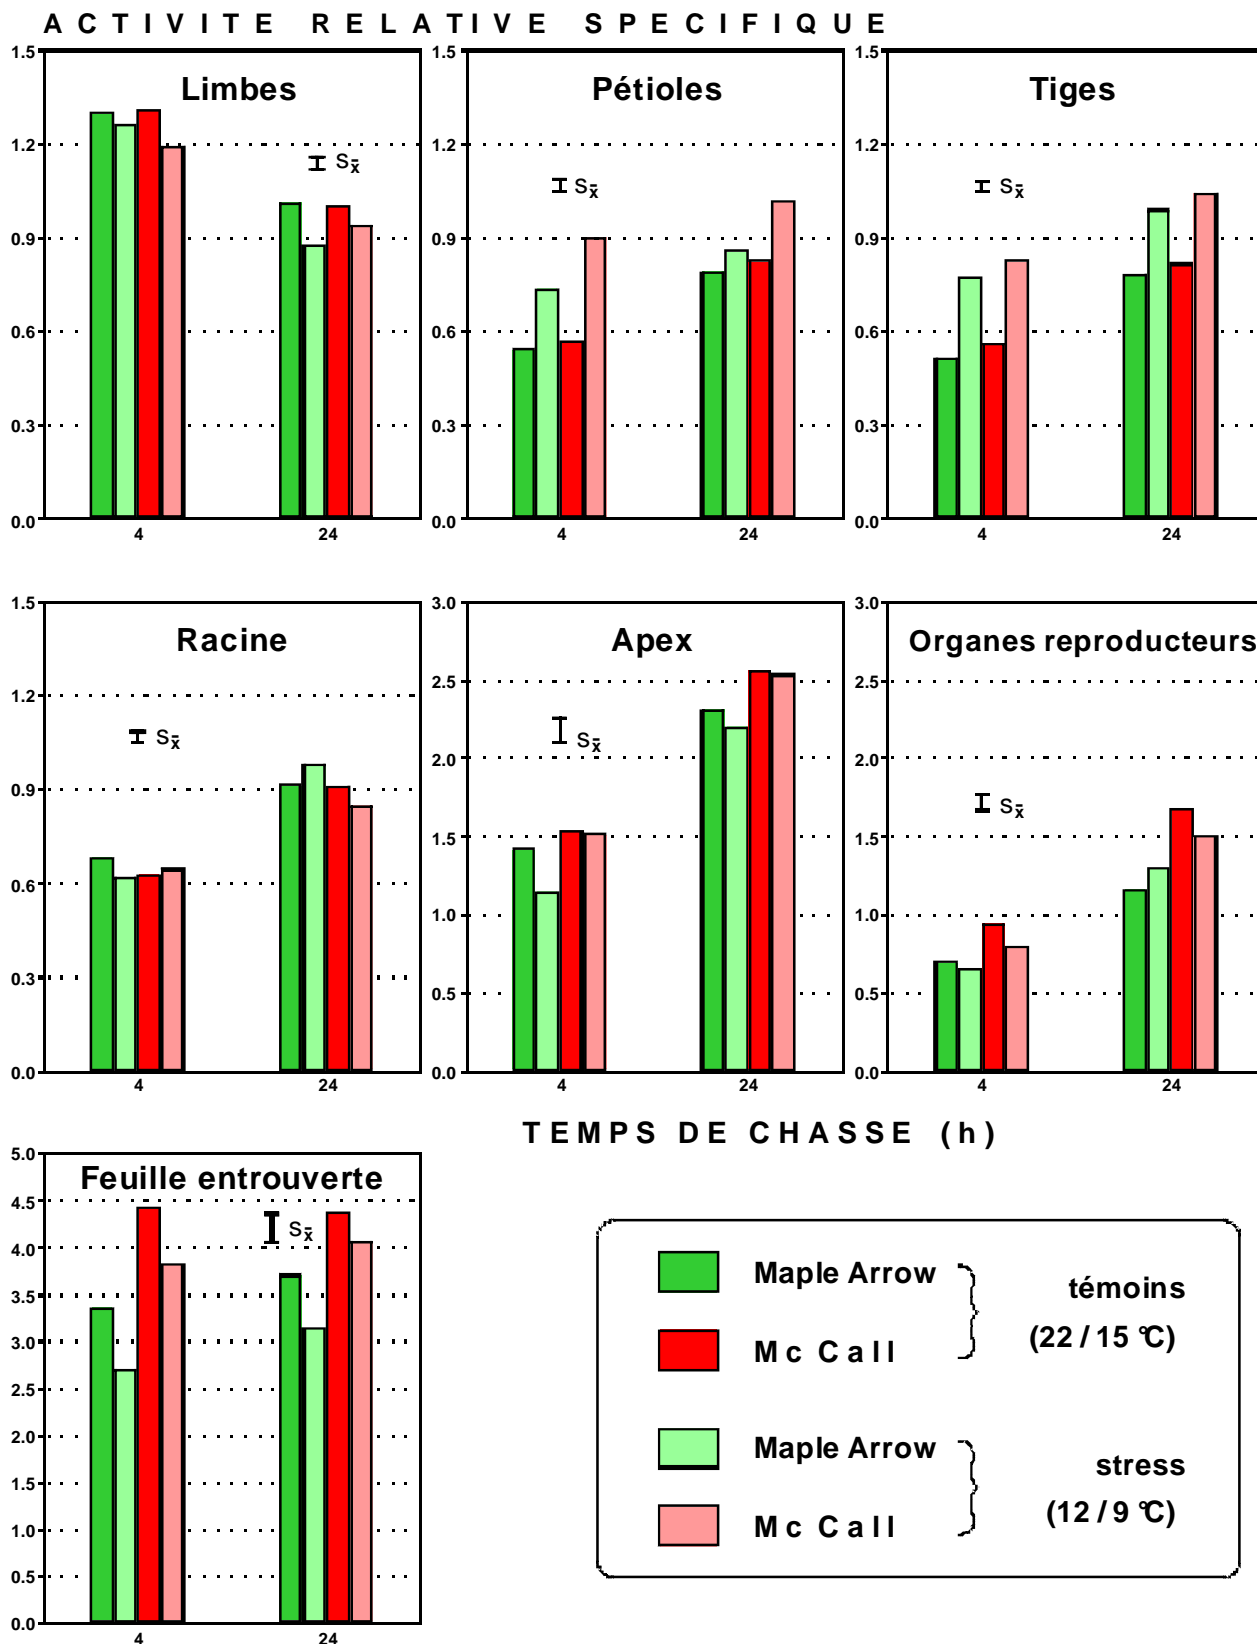 ACTIVITE RELATIVE SPECIFIQUE
Limbes
1.5
1.2
0.9
0.6
0.3
0.0
Sx̄
4 24
Pétioles
1.5
1.2
0.9
0.6
0.3
0.0
Sx̄
4 24
Tiges
1.5
1.2
0.9
0.6
0.3
0.0
Sx̄
4 24
Racine
1.5
1.2
0.9
0.6
0.3
0.0
Sx̄
4 24
Apex
3.0
2.5
2.0
1.5
1.0
0.5
0.0
Sx̄
4 24
Organes reproducteurs
3.0
2.5
2.0
1.5
1.0
0.5
0.0
Sx̄
4 24
TEMPS DE CHASSE (h)
Feuille entrouverte
5.0
4.5
4.0
3.5
3.0
2.5
2.0
1.5
1.0
0.5
0.0
Sx̄
4 24
Maple Arrow
Mc Call
témoins
(22 / 15 °C)
Maple Arrow
Mc Call
stress
(12 / 9 °C)